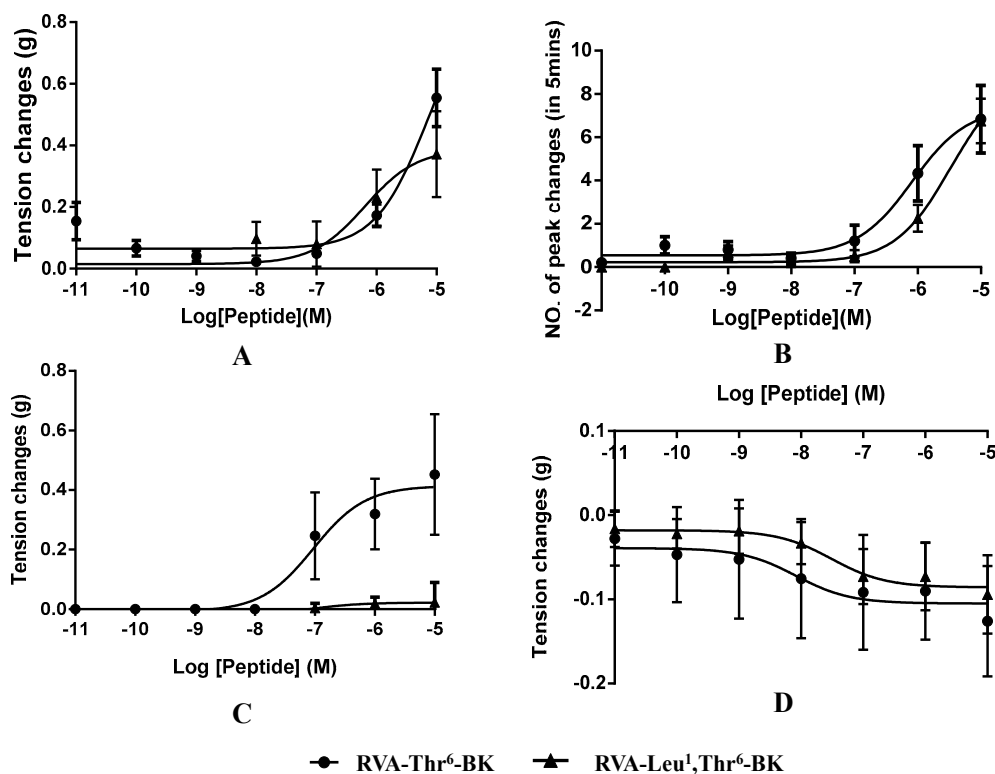 Tension changes (g)
0.8
0.6
0.4
0.2
0.0
-11 -10 -9 -8 -7 -6 -5
Log[Peptide](M)
A
NO. of peak changes (in 5mins)
10
8
6
4
2
0
-2
-10 -9 -8 -7 -6 -5
Log[Peptide](M)
B
Tension changes (g)
0.8
0.6
0.4
0.2
0.0
-11 -10 -9 -8 -7 -6 -5
Log [Peptide] (M)
C
Log [Peptide] (M)
Tension changes (g)
0.1
-11 -10 -9 -8 -7 -6 -5
0.0
-0.1
-0.2
D
RVA-Thr⁶-BK RVA-Leu¹,Thr⁶-BK